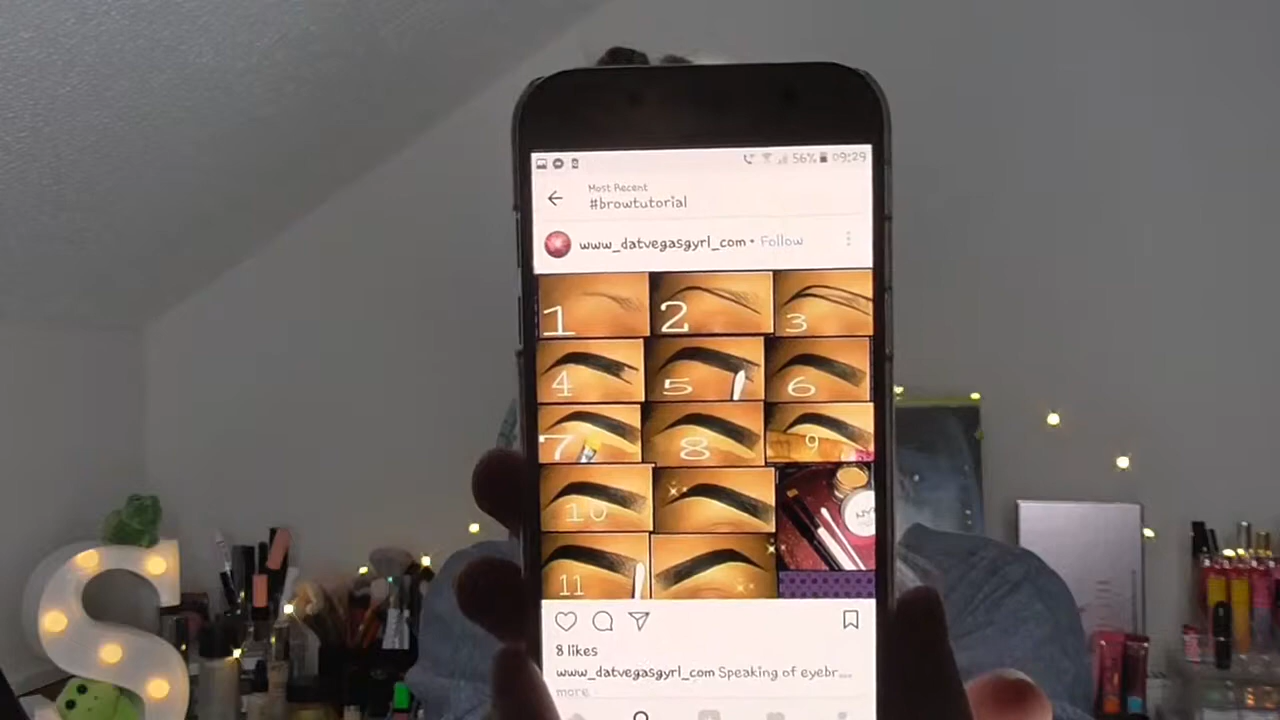 56% 09:29
Most Recent
#browtutorial
www_datvegasgyrl_com • Follow
1 2 3
4 5 6
7 8 9
10
NYX
11
8 likes
www_datvegasgyrl_com Speaking of eyebr...
more
S